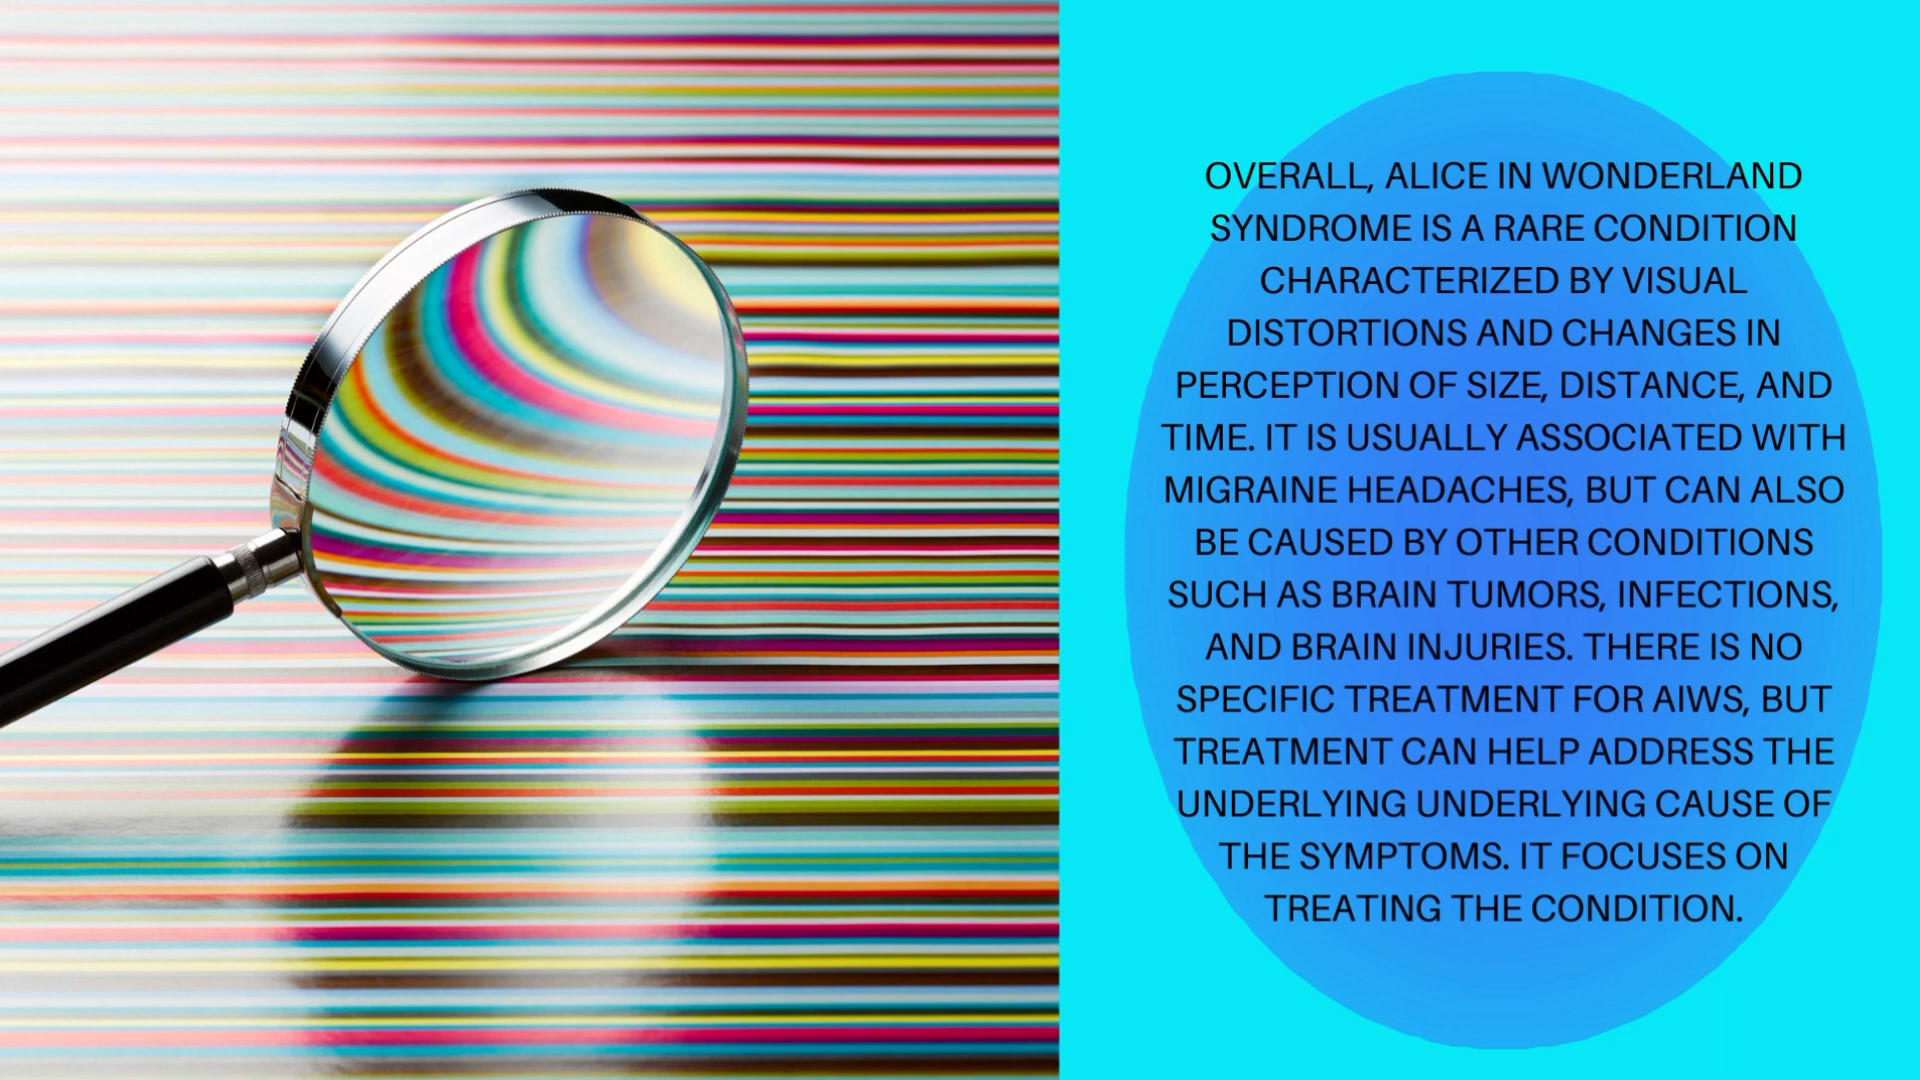 OVERALL, ALICE IN WONDERLAND
SYNDROME IS A RARE CONDITION
CHARACTERIZED BY VISUAL
DISTORTIONS AND CHANGES IN
PERCEPTION OF SIZE, DISTANCE, AND
TIME. IT IS USUALLY ASSOCIATED WITH
MIGRAINE HEADACHES, BUT CAN ALSO
BE CAUSED BY OTHER CONDITIONS
SUCH AS BRAIN TUMORS, INFECTIONS,
AND BRAIN INJURIES. THERE IS NO
SPECIFIC TREATMENT FOR AIWS, BUT
TREATMENT CAN HELP ADDRESS THE
UNDERLYING UNDERLYING CAUSE OF
THE SYMPTOMS. IT FOCUSES ON
TREATING THE CONDITION.